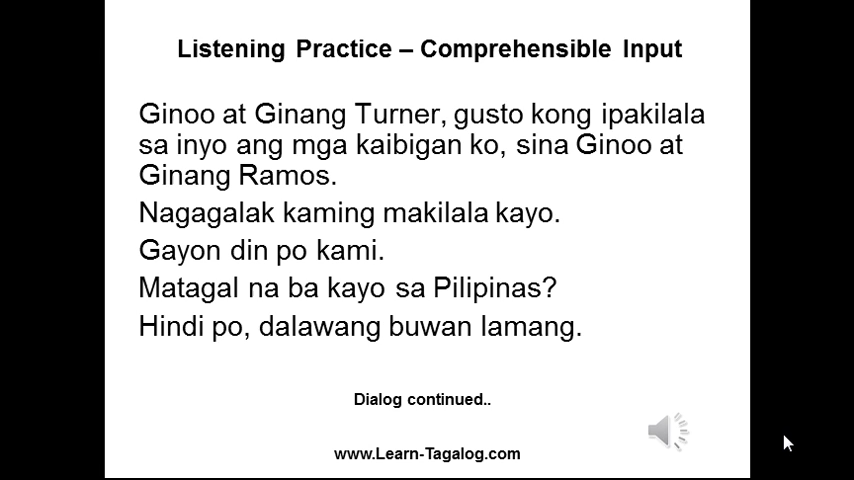 Listening Practice – Comprehensible Input
Ginoo at Ginang Turner, gusto kong ipakilala
sa inyo ang mga kaibigan ko, sina Ginoo at
Ginang Ramos.
Nagagalak kaming makilala kayo.
Gayon din po kami.
Matagal na ba kayo sa Pilipinas?
Hindi po, dalawang buwan lamang.
Dialog continued..
www.Learn-Tagalog.com